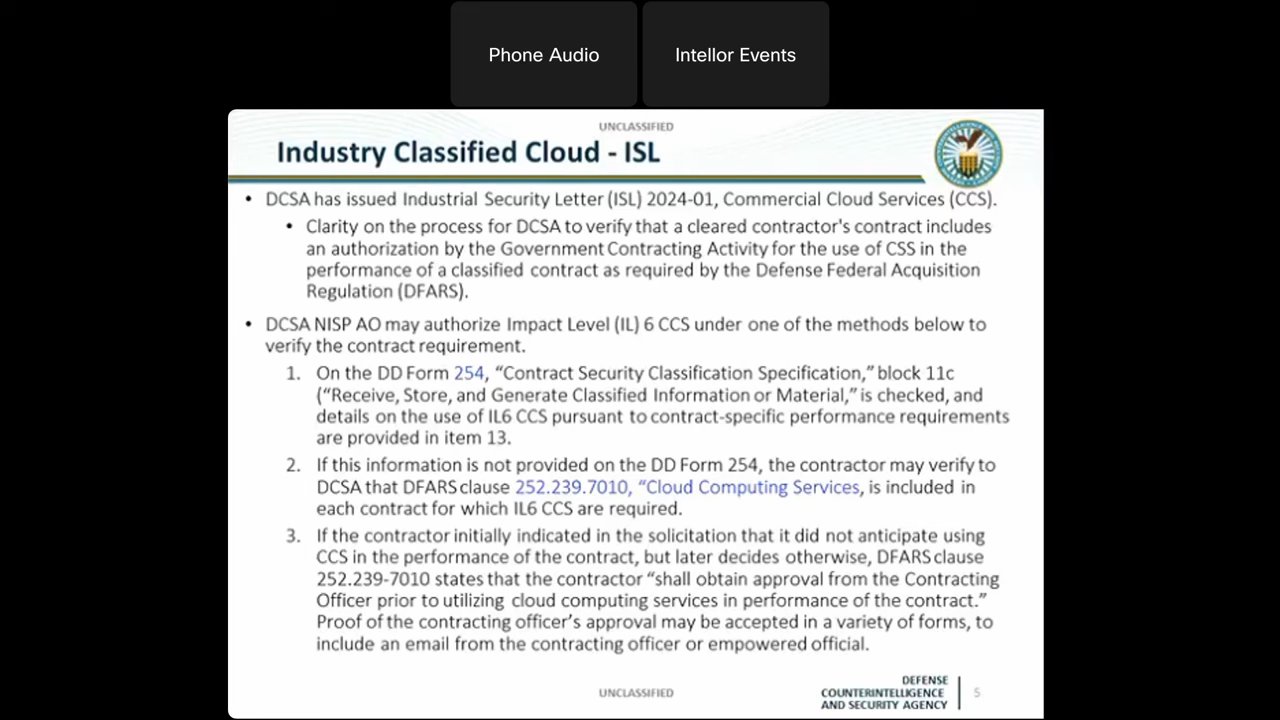 Phone Audio
Intellor Events
UNCLASSIFIED
Industry Classified Cloud - ISL
• DCSA has issued Industrial Security Letter (ISL) 2024-01, Commercial Cloud Services (CCS).
• Clarity on the process for DCSA to verify that a cleared contractor's contract includes
an authorization by the Government Contracting Activity for the use of CSS in the
performance of a classified contract as required by the Defense Federal Acquisition
Regulation (DFARS).
• DCSA NISP AO may authorize Impact Level (IL) 6 CCS under one of the methods below to
verify the contract requirement.
1. On the DD Form 254, “Contract Security Classification Specification,” block 11c
(“Receive, Store, and Generate Classified Information or Material,” is checked, and
details on the use of IL6 CCS pursuant to contract-specific performance requirements
are provided in item 13.
2. If this information is not provided on the DD Form 254, the contractor may verify to
DCSA that DFARS clause 252.239.7010, “Cloud Computing Services, is included in
each contract for which IL6 CCS are required.
3. If the contractor initially indicated in the solicitation that it did not anticipate using
CCS in the performance of the contract, but later decides otherwise, DFARS clause
252.239-7010 states that the contractor “shall obtain approval from the Contracting
Officer prior to utilizing cloud computing services in performance of the contract.”
Proof of the contracting officer’s approval may be accepted in a variety of forms, to
include an email from the contracting officer or empowered official.
UNCLASSIFIED
DEFENSE
COUNTERINTELLIGENCE
AND SECURITY AGENCY
5